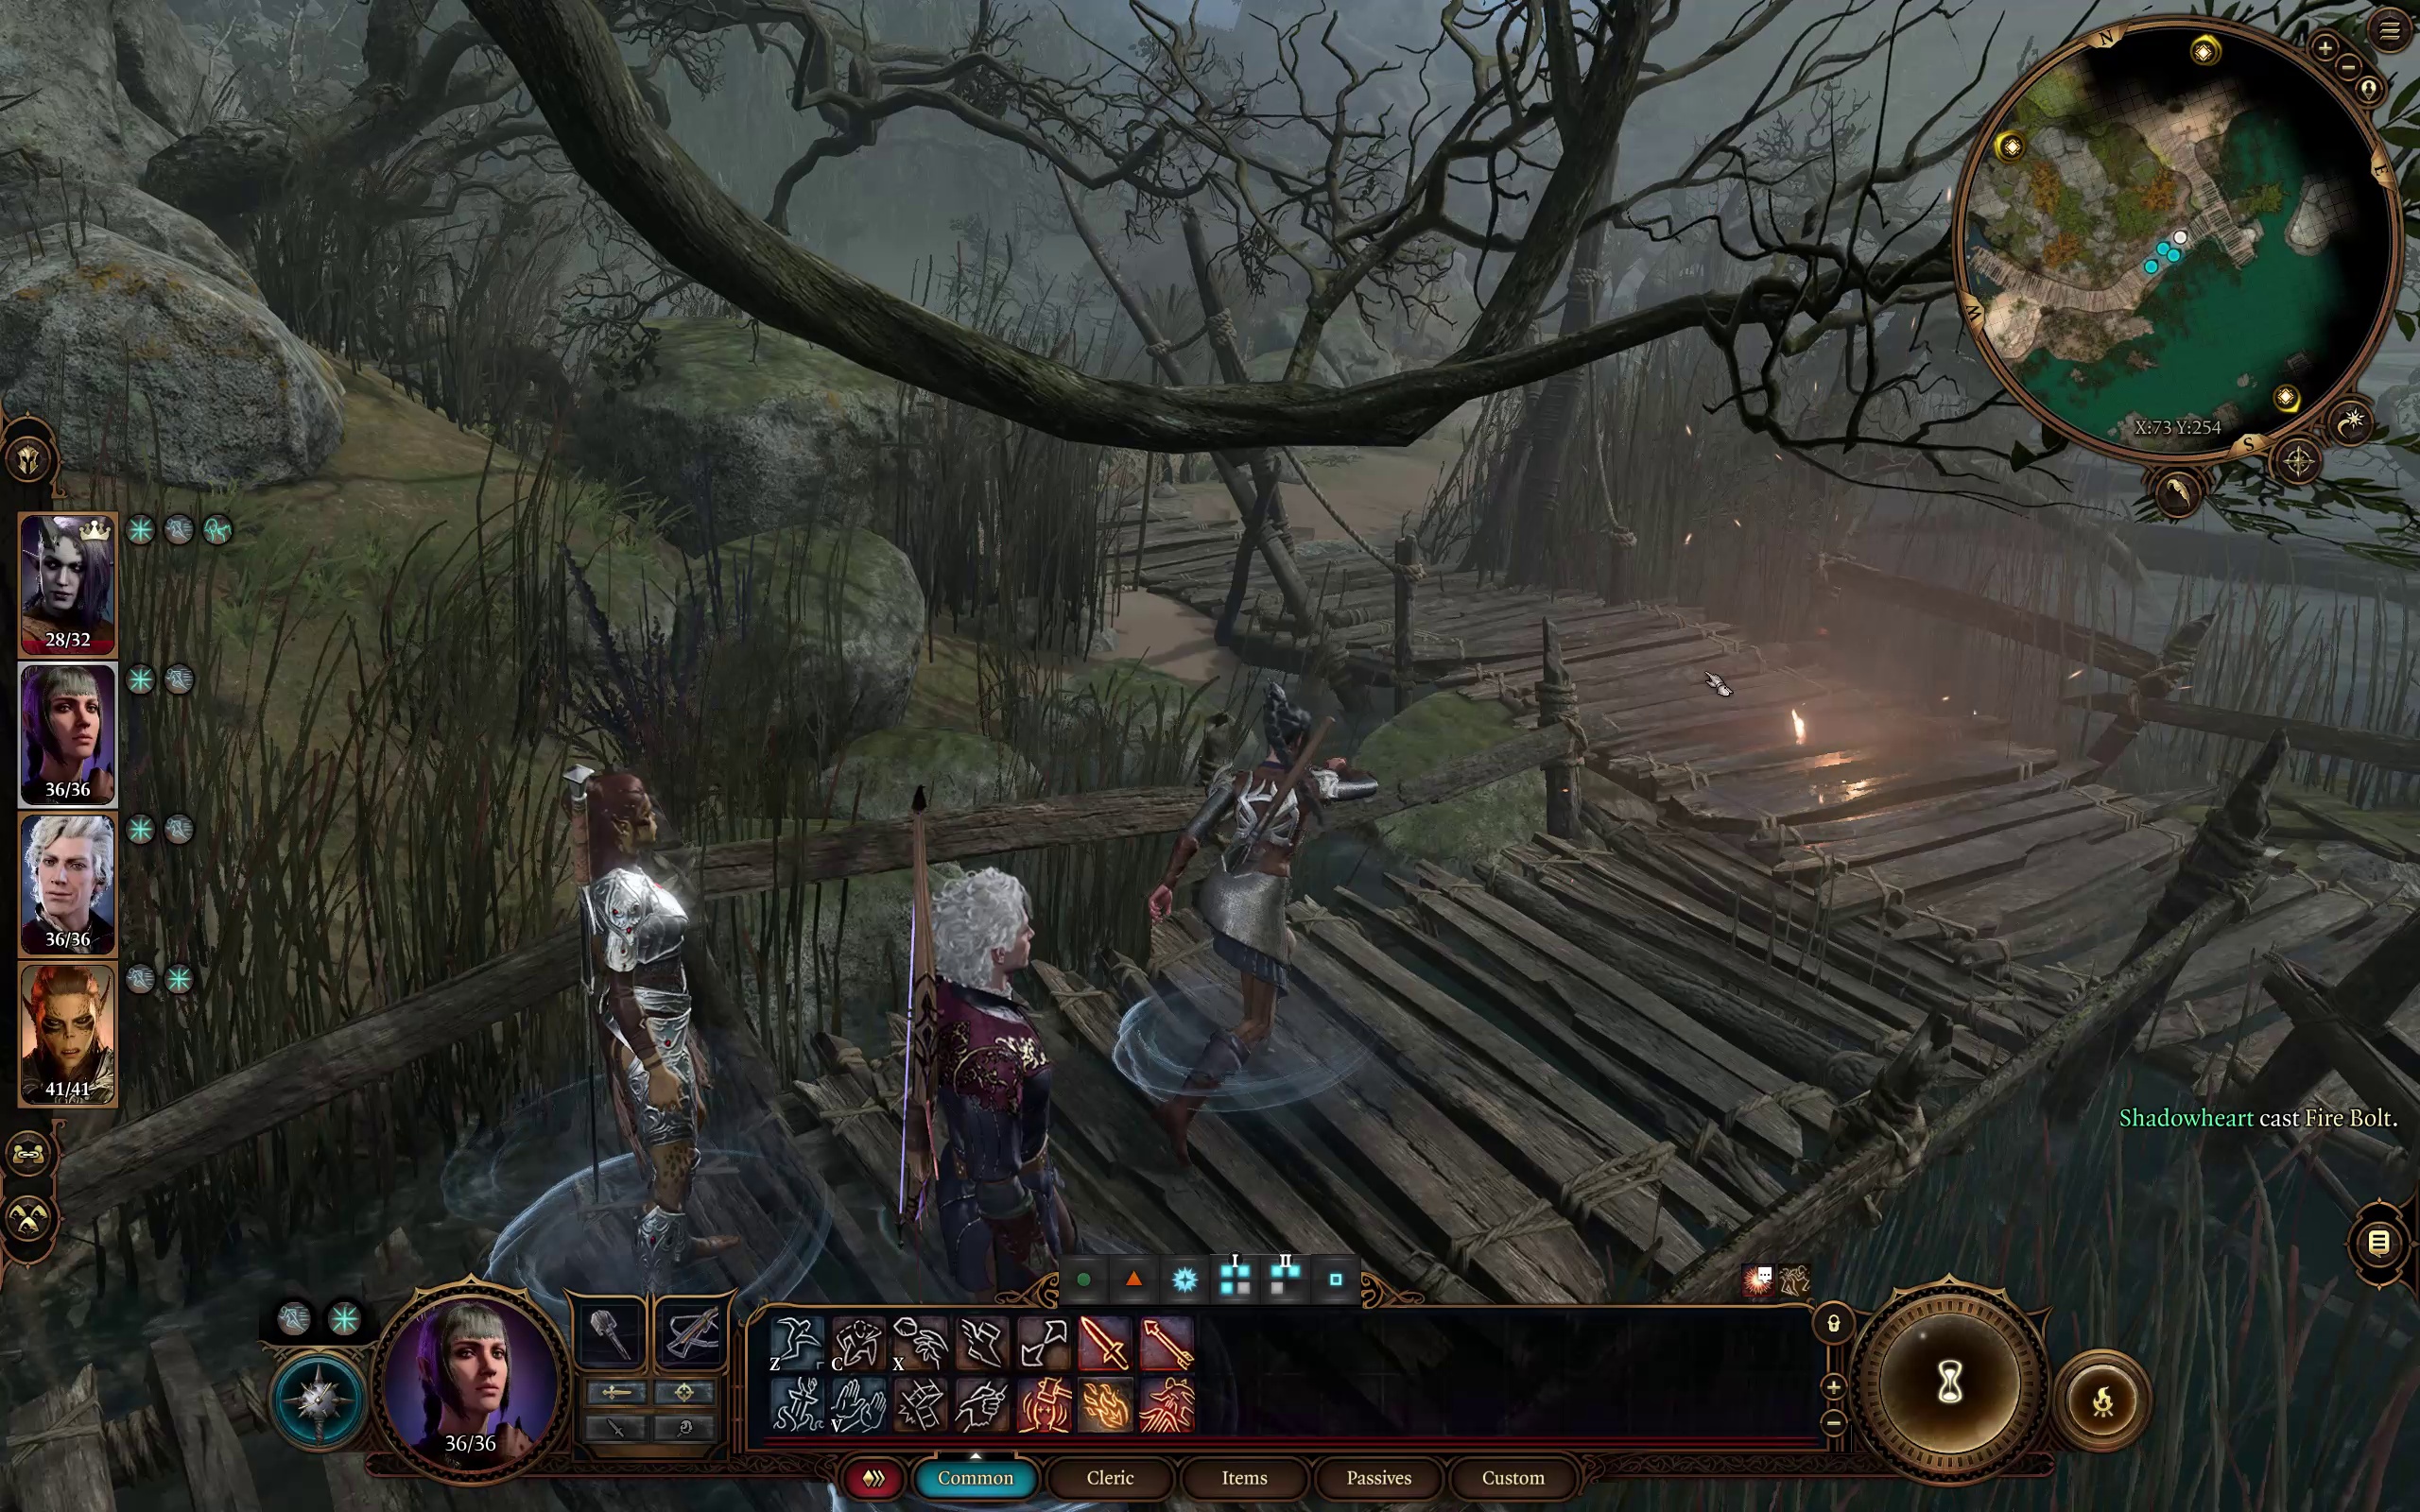 N
E
W
S
X:73 Y:254
28/32
36/36
36/36
41/41
Shadowheart cast Fire Bolt.
I
II
Z
C
X
V
36/36
Common
Cleric
Items
Passives
Custom